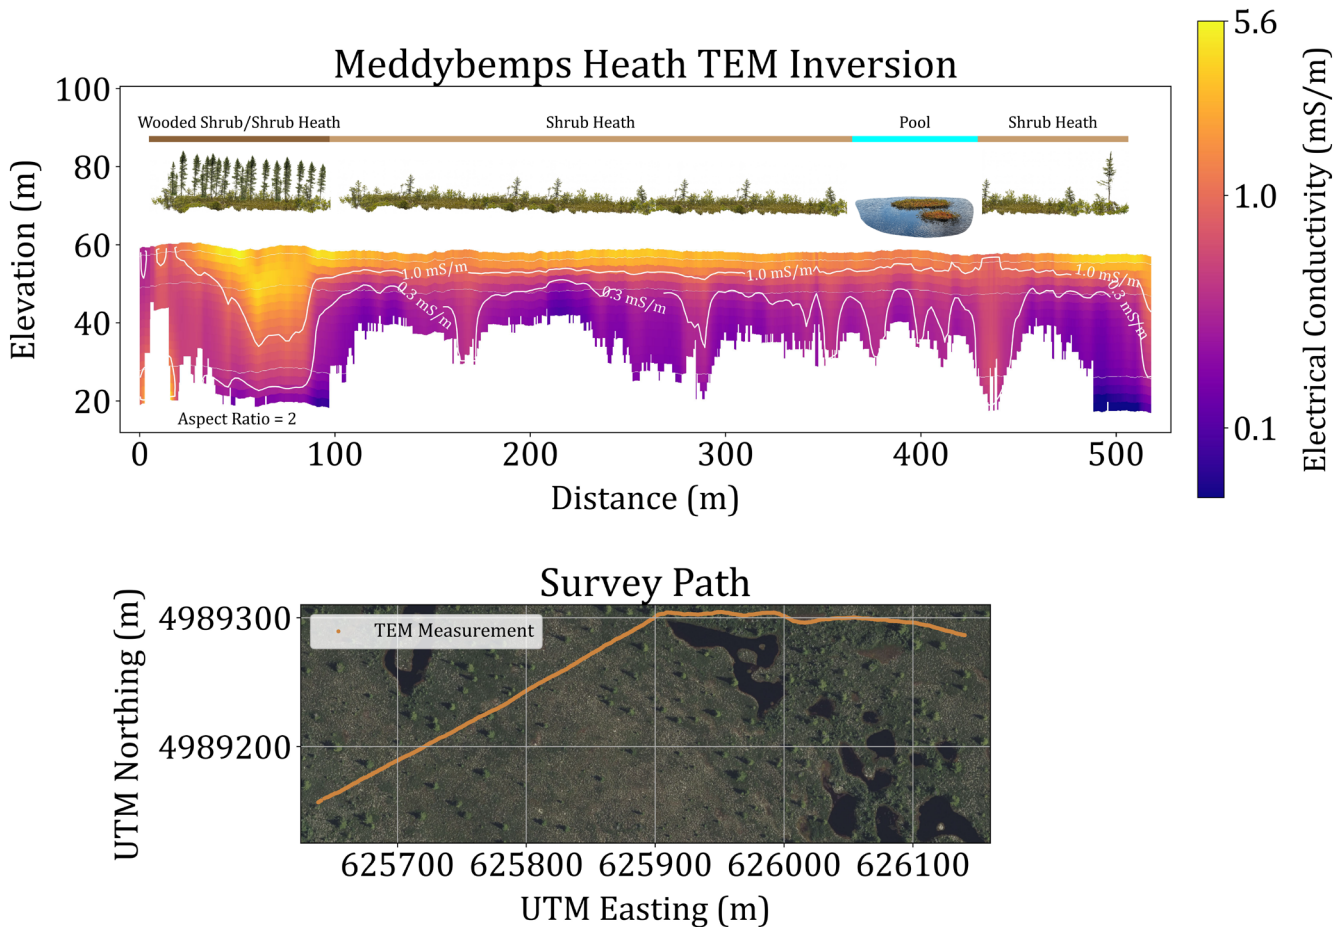 Meddybemps Heath TEM Inversion
Elevation (m)
100
80
60
40
20
Wooded Shrub/Shrub Heath
Shrub Heath
Pool
Shrub Heath
1.0 mS/m
0.3 mS/m
0.3 mS/m
1.0 mS/m
1.0 mS/m
0.3 mS/m
Aspect Ratio = 2
0
100
200
300
400
500
Distance (m)
5.6
1.0
0.1
Electrical Conductivity (mS/m)
Survey Path
UTM Northing (m)
4989300
4989200
TEM Measurement
625700
625800
625900
626000
626100
UTM Easting (m)